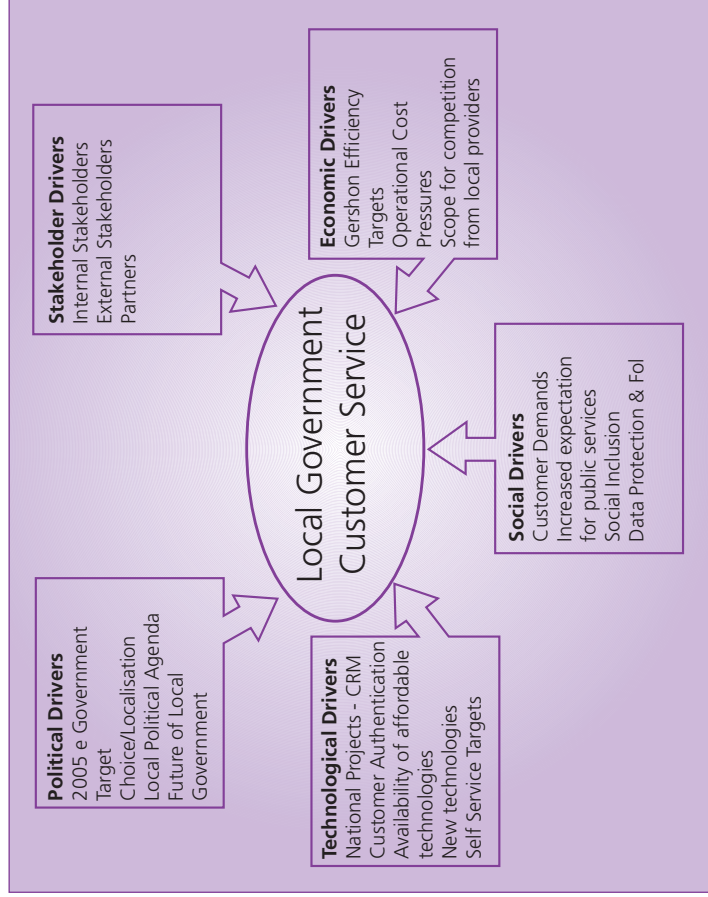 Political Drivers
2005 e Government
Target
Choice/Localisation
Local Political Agenda
Future of Local
Government
Stakeholder Drivers
Internal Stakeholders
External Stakeholders
Partners
Local Government
Customer Service
Technological Drivers
National Projects - CRM
Customer Authentication
Availability of affordable
technologies
New technologies
Self Service Targets
Economic Drivers
Gershon Efficiency
Targets
Operational Cost
Pressures
Scope for competition
from local providers
Social Drivers
Customer Demands
Increased expectation
for public services
Social Inclusion
Data Protection & FoI